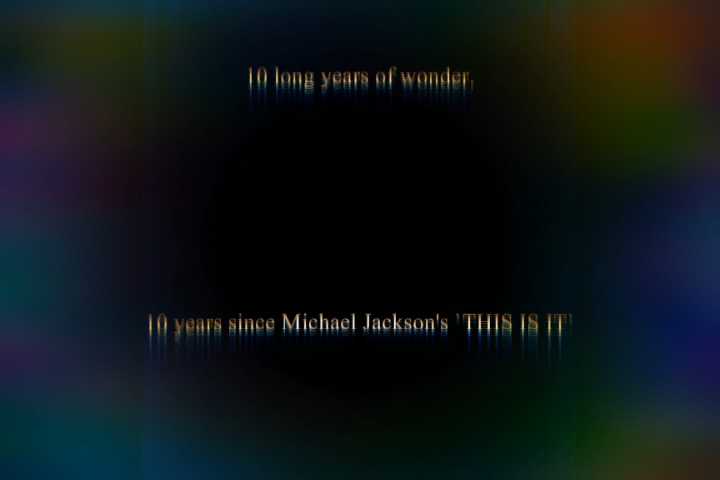 10 long years of wonder.
10 years since Michael Jackson's 'THIS IS IT'